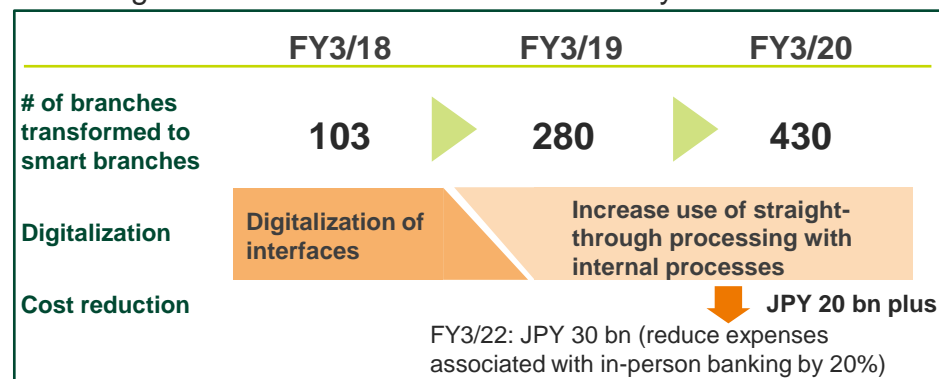 FY3/18 FY3/19 FY3/20
# of branches
transformed to
smart branches
103 280 430
Digitalization
Digitalization of
interfaces
Increase use of straight-
through processing with
internal processes
Cost reduction
JPY 20 bn plus
FY3/22: JPY 30 bn (reduce expenses
associated with in-person banking by 20%)